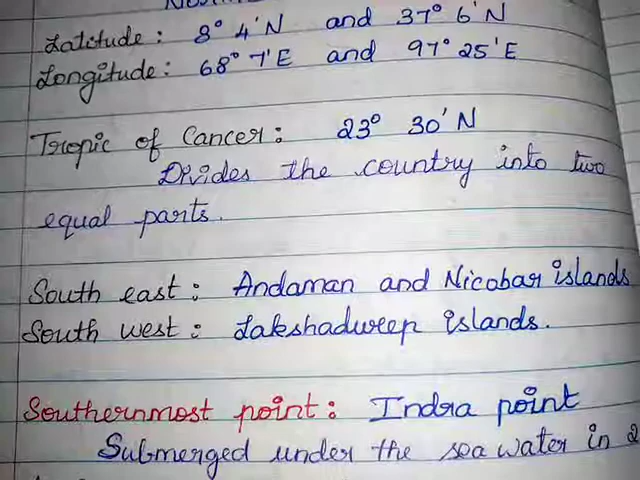 Latitude: 8° 4'N and 37° 6'N
Longitude: 68° 7'E and 97° 25'E
Tropic of Cancer: 23° 30'N
Divides the country into two
equal parts.
South east: Andaman and Nicobar islands
South west: Lakshadweep islands.
Southernmost point: Indra point
Submerged under the sea water in 2